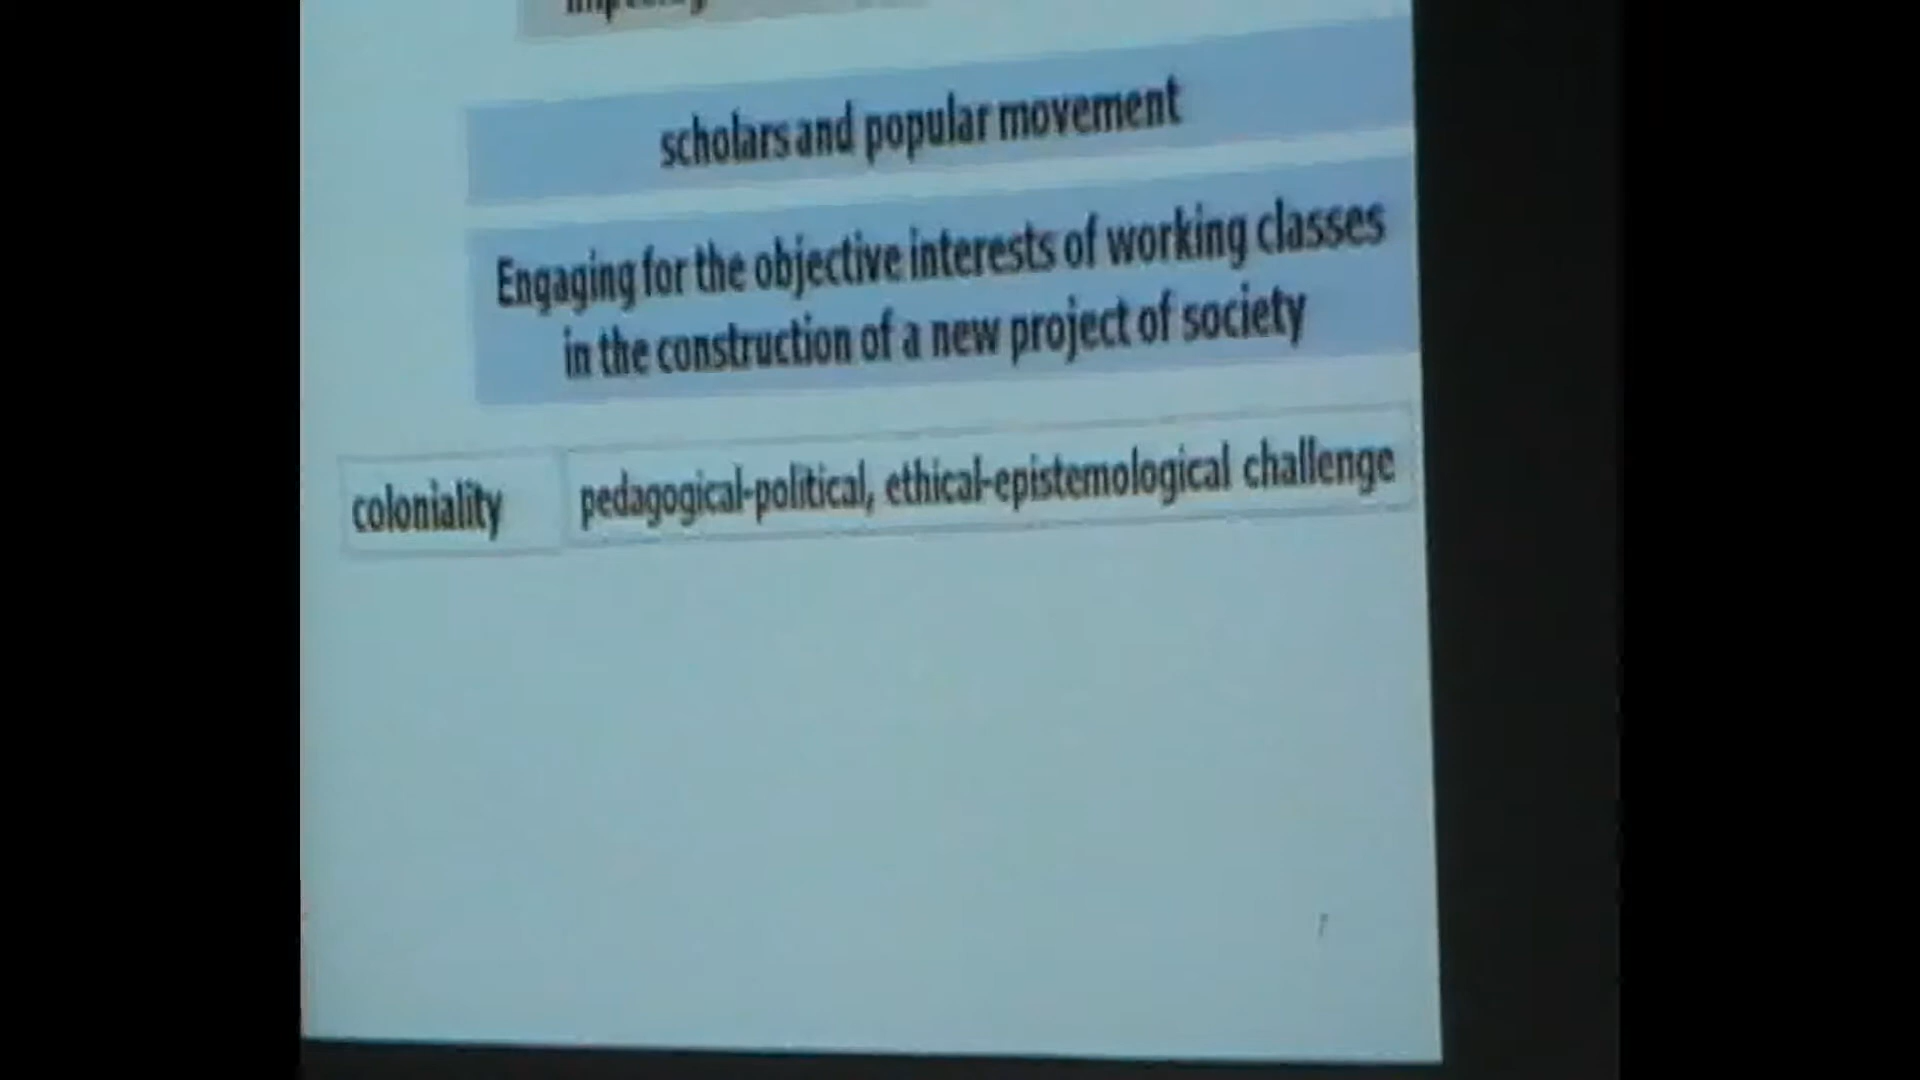 scholars and popular movement
Engaging for the objective interests of working classes
in the construction of a new project of society
coloniality
pedagogical-political, ethical-epistemological challenge